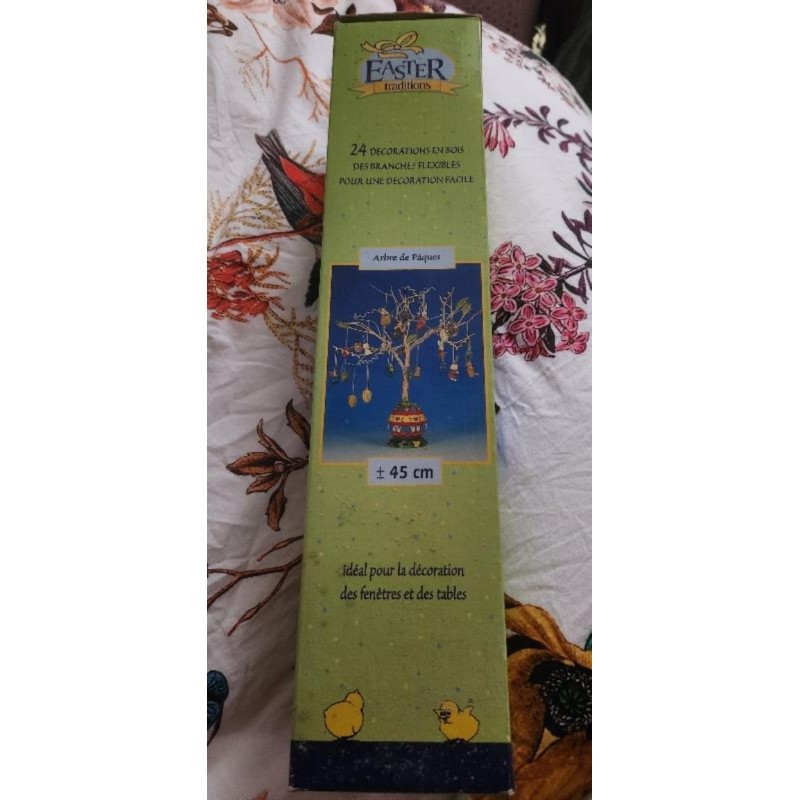 EASTER
traditions
24 DECORATIONS EN BOIS
DES BRANCHES FLEXIBLES
POUR UNE DECORATION FACILE
Arbre de Pâques
± 45 cm
idéal pour la décoration
des fenêtres et des tables